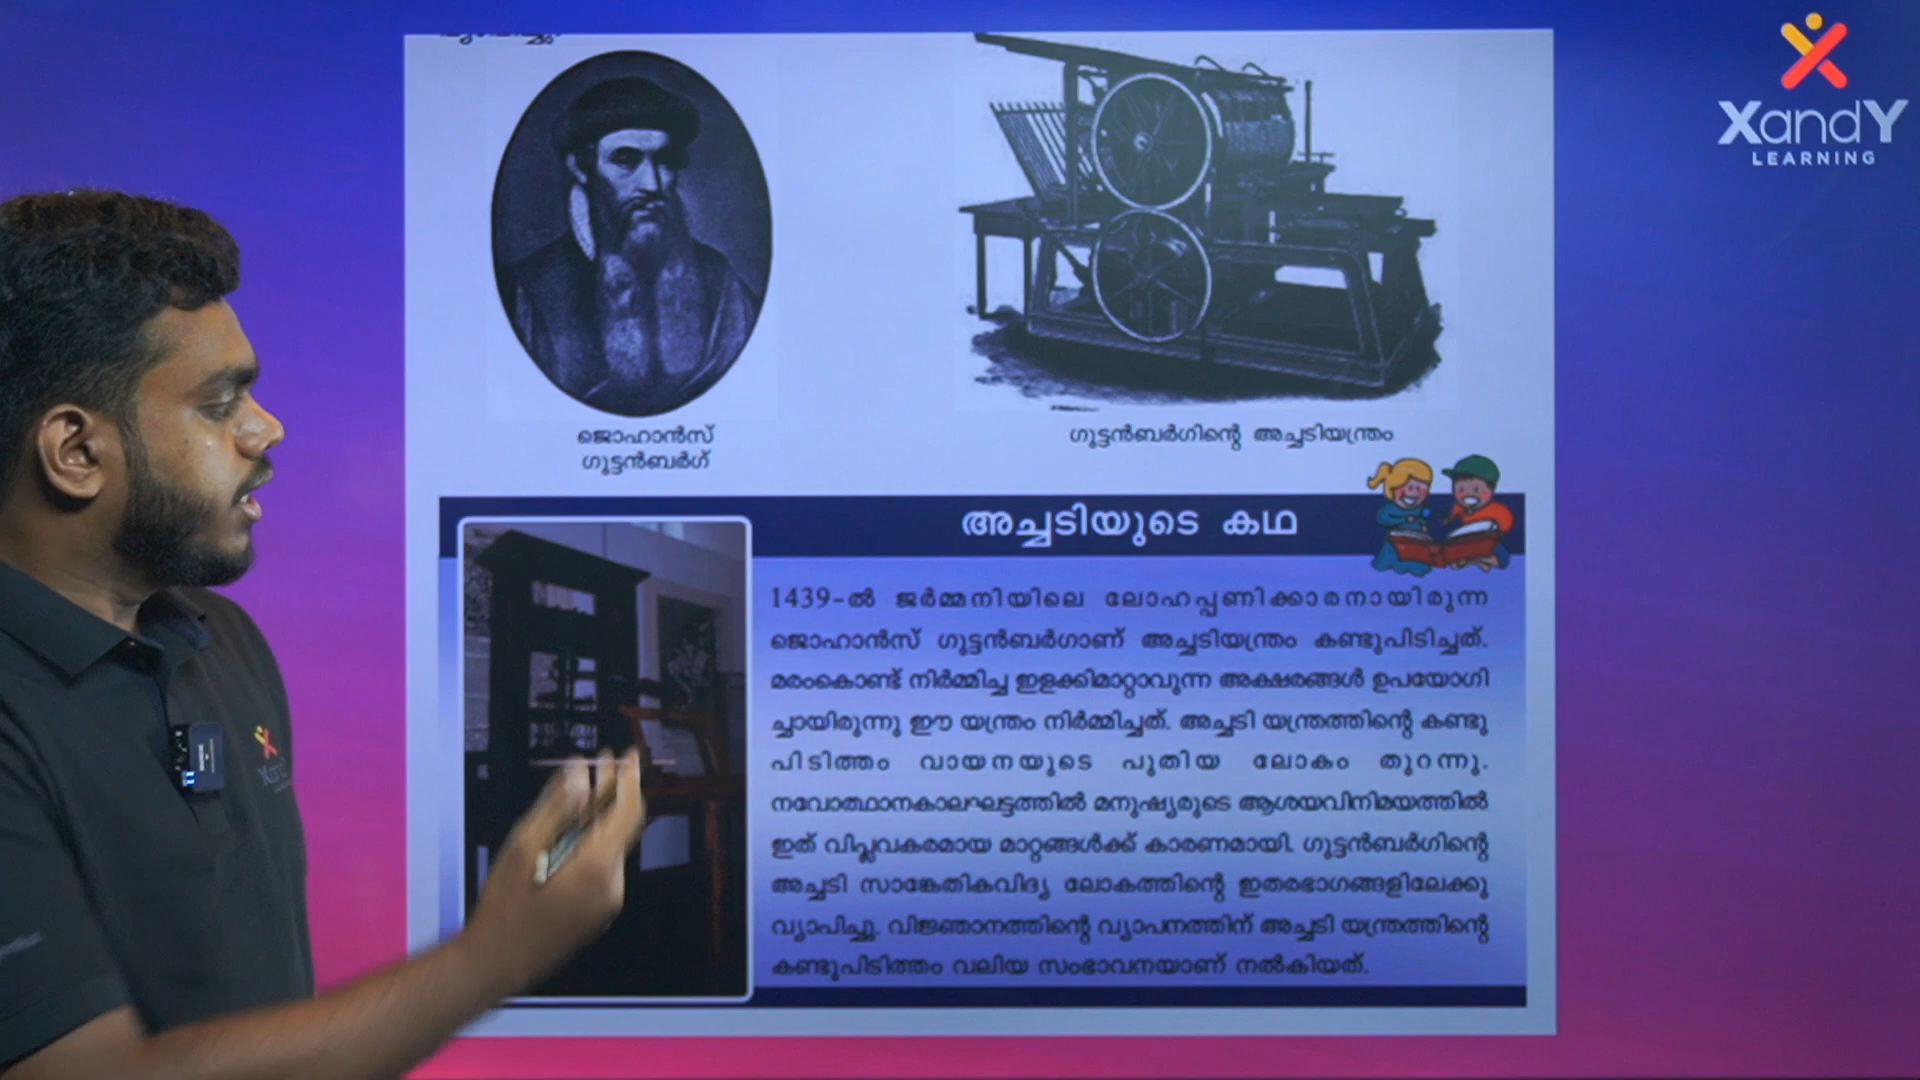 XandY
LEARNING
ജൊഹാൻസ്
ഗുട്ടൻബർഗ്
ഗുട്ടൻബർഗിന്റെ അച്ചടിയന്ത്രം
അച്ചടിയുടെ കഥ
1439-ൽ ജർമ്മനിയിലെ ലോഹപ്പണിക്കാരനായിരുന്ന
ജൊഹാൻസ് ഗുട്ടൻബർഗാണ് അച്ചടിയന്ത്രം കണ്ടുപിടിച്ചത്.
മരംകൊണ്ട് നിർമ്മിച്ച ഇളക്കിമാറ്റാവുന്ന അക്ഷരങ്ങൾ ഉപയോഗി
ച്ചായിരുന്നു ഈ യന്ത്രം നിർമ്മിച്ചത്. അച്ചടി യന്ത്രത്തിന്റെ കണ്ടു
പിടിത്തം വായനയുടെ പുതിയ ലോകം തുറന്നു.
നവോത്ഥാനകാലഘട്ടത്തിൽ മനുഷ്യരുടെ ആശയവിനിമയത്തിൽ
ഇത് വിപ്ലവകരമായ മാറ്റങ്ങൾക്ക് കാരണമായി. ഗുട്ടൻബർഗിന്റെ
അച്ചടി സാങ്കേതികവിദ്യ ലോകത്തിന്റെ ഇതരഭാഗങ്ങളിലേക്കു
വ്യാപിച്ചു. വിജ്ഞാനത്തിന്റെ വ്യാപനത്തിന് അച്ചടി യന്ത്രത്തിന്റെ
കണ്ടുപിടിത്തം വലിയ സംഭാവനയാണ് നൽകിയത്.